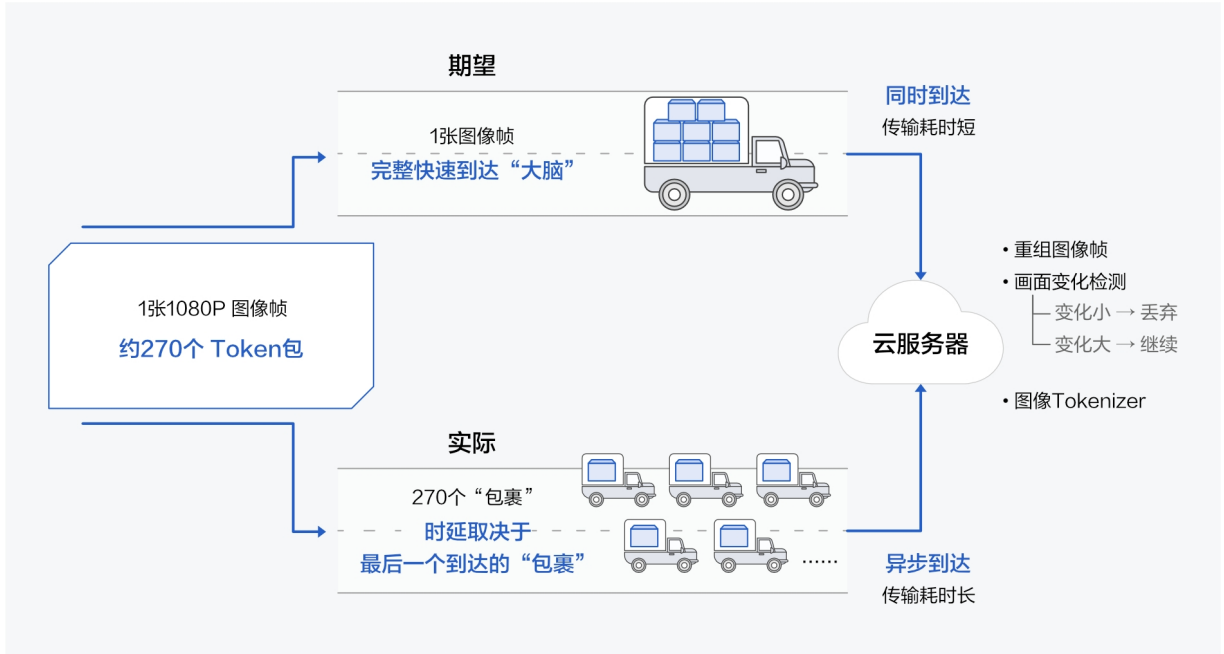 期望
1张图像帧
完整快速到达“大脑”
同时到达
传输耗时短
1张1080P 图像帧
约270个 Token包
云服务器
• 重组图像帧
• 画面变化检测
变化小 → 丢弃
变化大 → 继续
• 图像Tokenizer
实际
270个“包裹”
时延取决于
最后一个到达的“包裹”
……
异步到达
传输耗时长